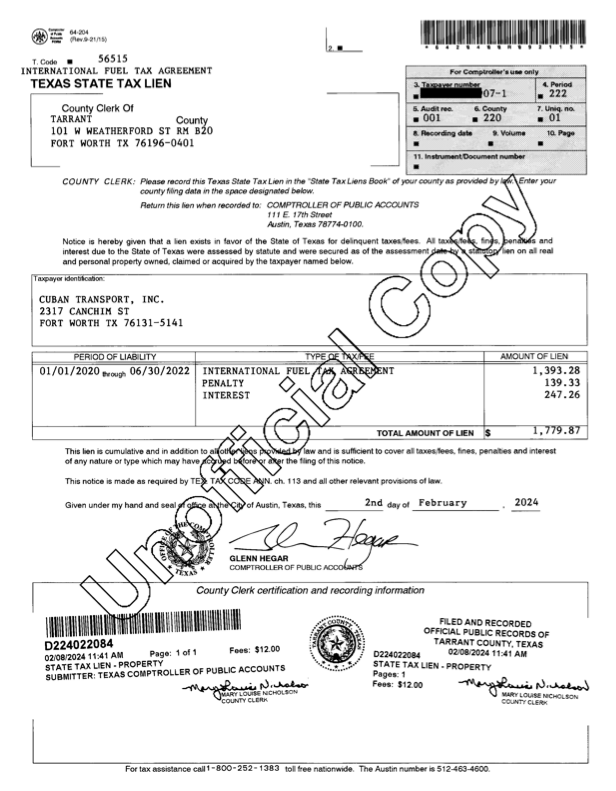 Comptroller
of Public
Accounts
FORM
64-204
(Rev.9-21/15)
2. ■
T. Code ■ 56515
INTERNATIONAL FUEL TAX AGREEMENT
TEXAS STATE TAX LIEN
For Comptroller's use only
3. Taxpayer number
■ 07-1
4. Period
■ 222
5. Audit rec.
■ 001
6. County
■ 220
7. Uniq. no.
■ 01
8. Recording date
■
9. Volume
■
10. Page
■
11. Instrument/Document number
■
County Clerk Of
TARRANT County
101 W WEATHERFORD ST RM B20
FORT WORTH TX 76196-0401
COUNTY CLERK: Please record this Texas State Tax Lien in the "State Tax Liens Book" of your county as provided by law. Enter your
county filing data in the space designated below.
Return this lien when recorded to: COMPTROLLER OF PUBLIC ACCOUNTS
111 E. 17th Street
Austin, Texas 78774-0100.
Notice is hereby given that a lien exists in favor of the State of Texas for delinquent taxes/fees. All taxes/fees, fines, penalties and
interest due to the State of Texas were assessed by statute and were secured as of the assessment date by a statutory lien on all real
and personal property owned, claimed or acquired by the taxpayer named below.
Taxpayer identification:
CUBAN TRANSPORT, INC.
2317 CANCHIM ST
FORT WORTH TX 76131-5141
PERIOD OF LIABILITY TYPE OF TAX/FEE AMOUNT OF LIEN
01/01/2020 through 06/30/2022 INTERNATIONAL FUEL TAX AGREEMENT 1,393.28
PENALTY 139.33
INTEREST 247.26
TOTAL AMOUNT OF LIEN $ 1,779.87
This lien is cumulative and in addition to all other liens provided by law and is sufficient to cover all taxes/fees, fines, penalties and interest
of any nature or type which may have accrued before or after the filing of this notice.
This notice is made as required by TEX. TAX CODE ANN. ch. 113 and all other relevant provisions of law.
Given under my hand and seal of office at the City of Austin, Texas, this 2nd day of February , 2024
OFFICE OF THE COMPTROLLER
TEXAS
Hegar
GLENN HEGAR
COMPTROLLER OF PUBLIC ACCOUNTS
Unofficial Copy
County Clerk certification and recording information
D224022084
02/08/2024 11:41 AM Page: 1 of 1 Fees: $12.00
STATE TAX LIEN - PROPERTY
SUBMITTER: TEXAS COMPTROLLER OF PUBLIC ACCOUNTS
Mary Louise Nicholson
MARY LOUISE NICHOLSON
COUNTY CLERK
TARRANT COUNTY
TEXAS
FILED AND RECORDED
OFFICIAL PUBLIC RECORDS OF
TARRANT COUNTY, TEXAS
D224022084 02/08/2024 11:41 AM
STATE TAX LIEN - PROPERTY
Pages: 1
Fees: $12.00
Mary Louise Nicholson
MARY LOUISE NICHOLSON
COUNTY CLERK
For tax assistance call 1-800-252-1383 toll free nationwide. The Austin number is 512-463-4600.